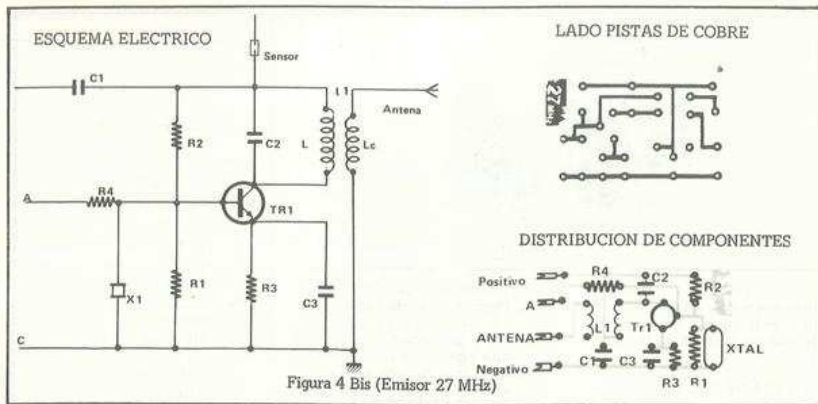 ESQUEMA ELECTRICO
Sensor
C1
L1
Antena
R2
C2
L
Lc
A
R4
TR1
X1
R1
R3
C3
C
Figura 4 Bis (Emisor 27 MHz)
LADO PISTAS DE COBRE
27
DISTRIBUCION DE COMPONENTES
Positivo
R4
C2
R2
A
L1
Tr1
ANTENA
XTAL
C1
C3
Negativo
R3
R1